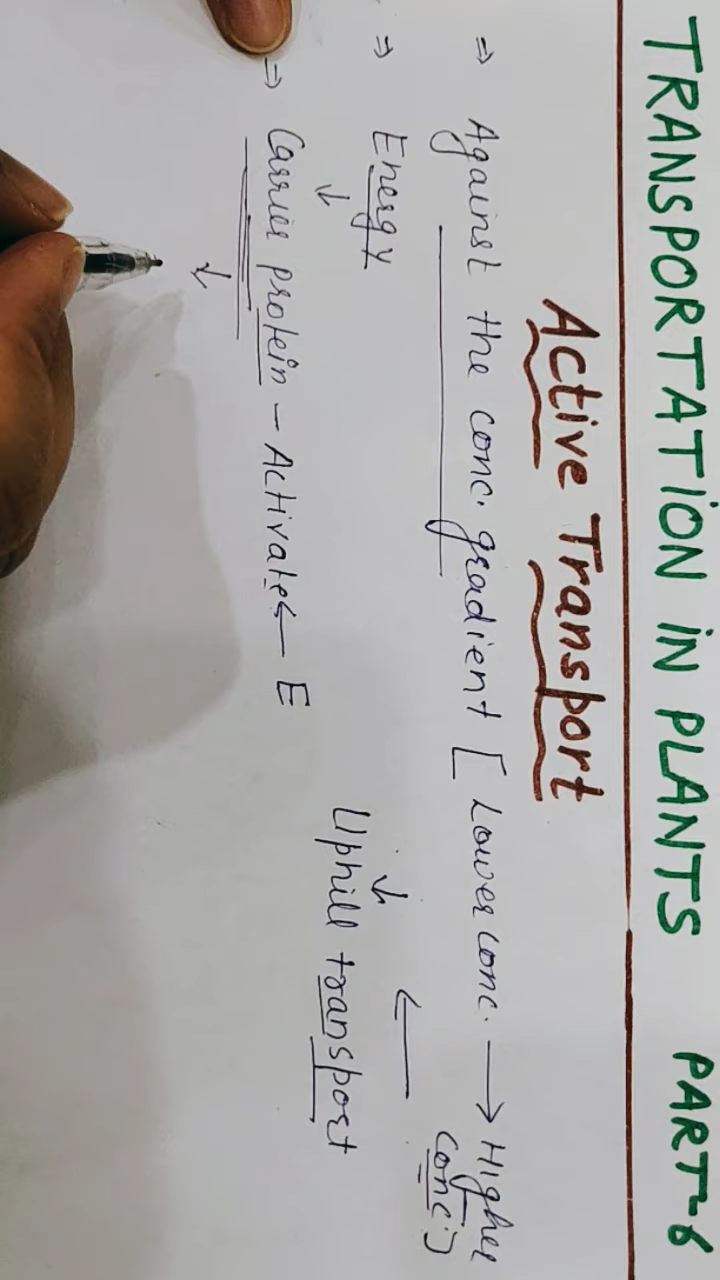 TRANSPORTATION IN PLANTS PART-6
Active Transport
⇒ Against the conc. gradient [Lower conc. → Higher conc.]
⇒ Energy
↓
↓
Uphill transport
←
⇒ Carrier protein - Activate ← E
↓